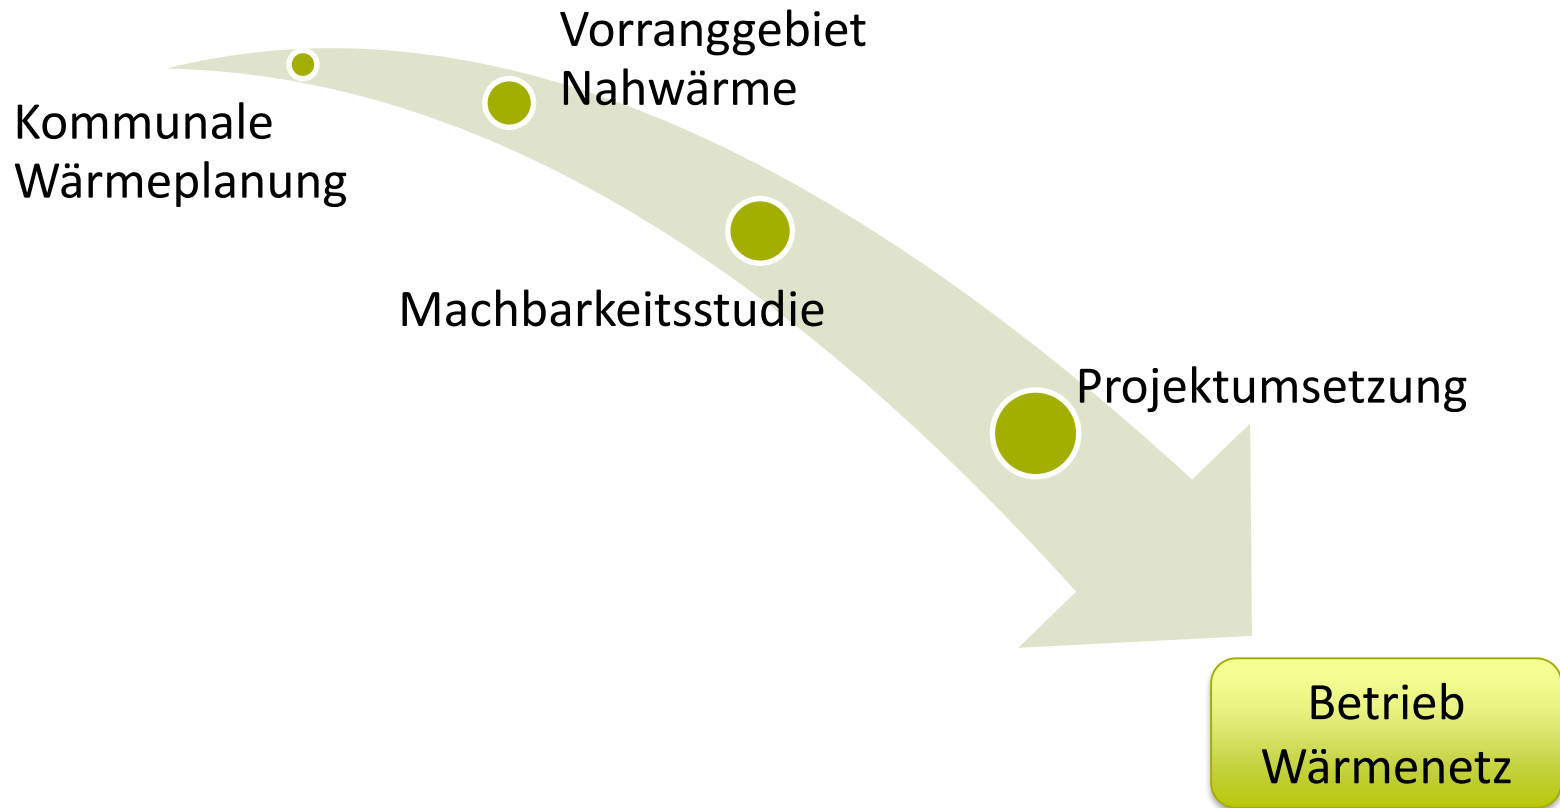 Vorranggebiet
Nahwärme
Kommunale
Wärmeplanung
Machbarkeitsstudie
Projektumsetzung
Betrieb
Wärmenetz